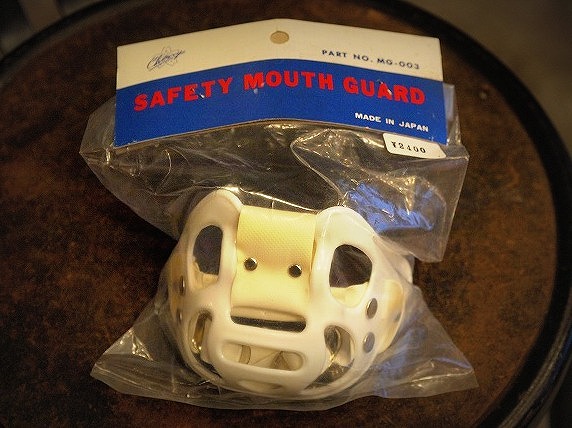 PART NO. MG-003
SAFETY MOUTH GUARD
MADE IN JAPAN
¥2400